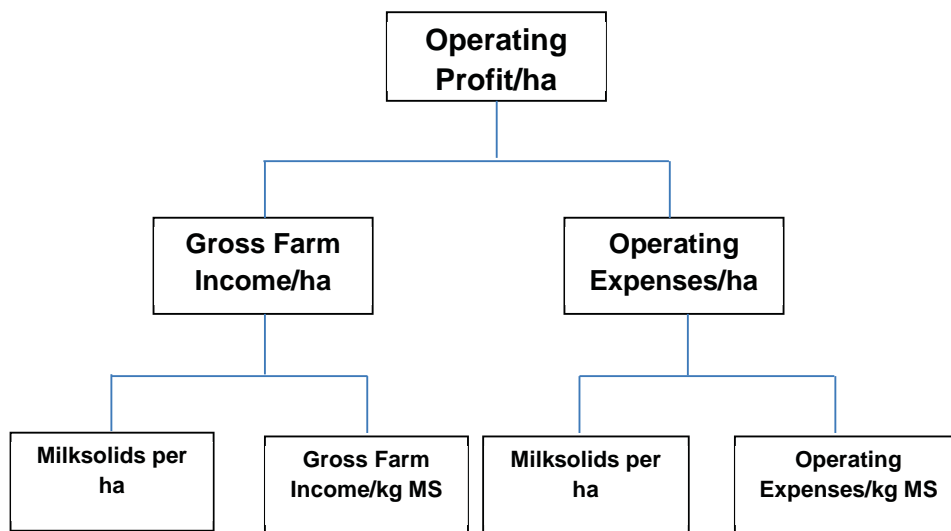 Operating
Profit/ha
Gross Farm
Income/ha
Operating
Expenses/ha
Milksolids per
ha
Gross Farm
Income/kg MS
Milksolids per
ha
Operating
Expenses/kg MS